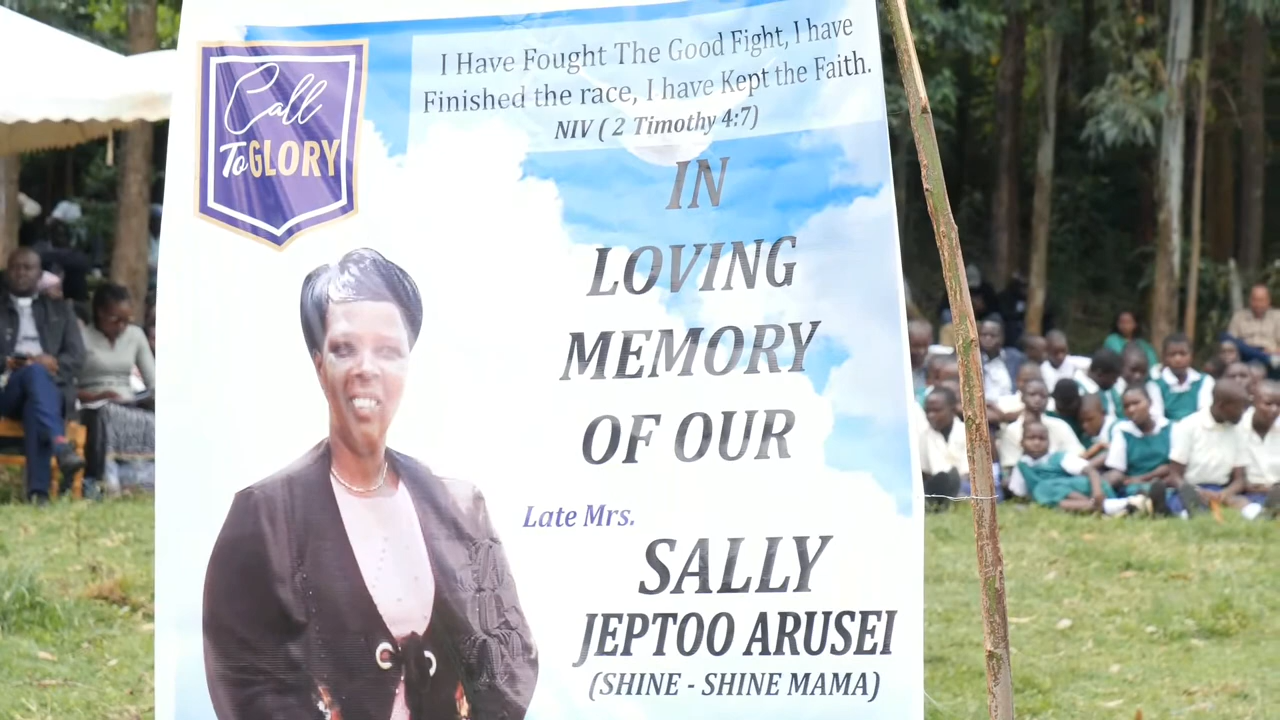 Call
To GLORY
I Have Fought The Good Fight, I have
Finished the race, I have Kept the Faith.
NIV ( 2 Timothy 4:7)
IN
LOVING
MEMORY
OF OUR
Late Mrs.
SALLY
JEPTOO ARUSEI
(SHINE - SHINE MAMA)